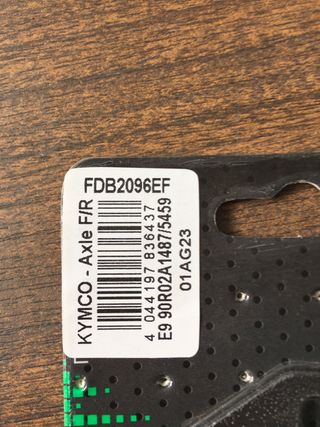 FDB2096EF
KYMCO - Axle F/R
4 044197 836437
E9 90R02A1487/5459
01AG23